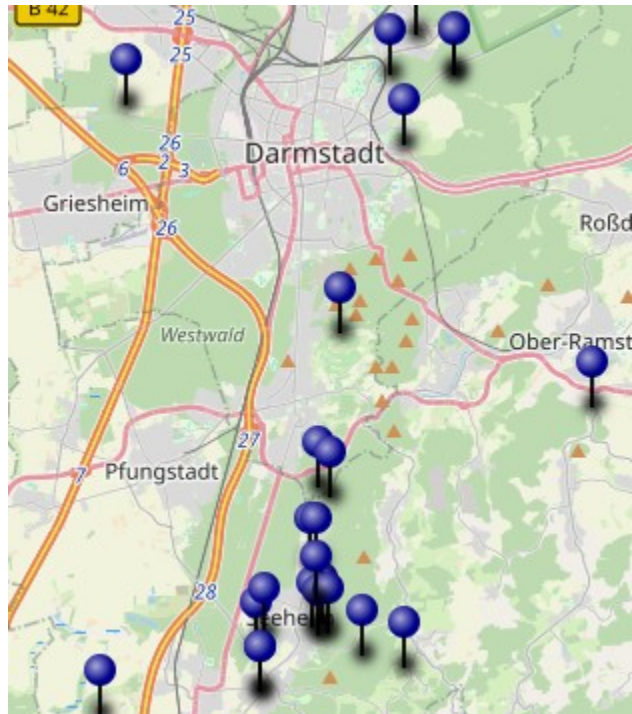 B 42
25
25
26
2
6
3
Darmstadt
Griesheim
26
Roßd
Westwald
Ober-Ramst
27
7
Pfungstadt
28